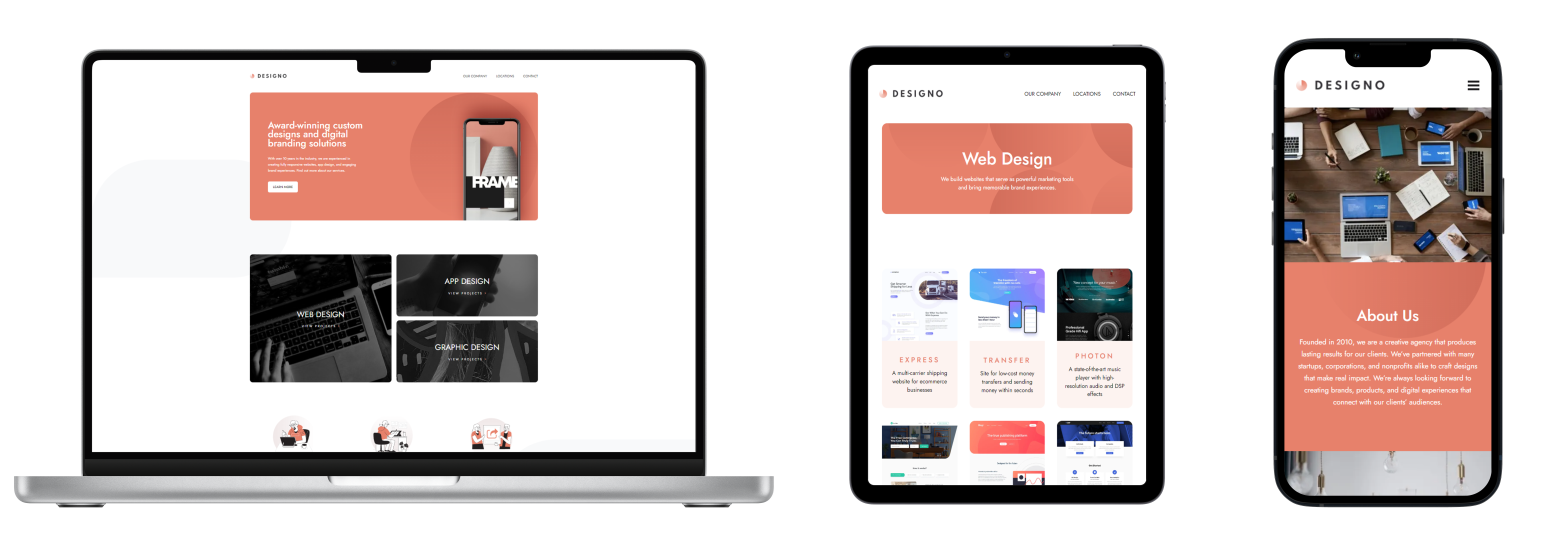 DESIGNO
OUR COMPANY LOCATIONS CONTACT
Award-winning custom
designs and digital
branding solutions
With over 10 years in the industry, we are experienced in
creating fully responsive websites, app design, and engaging
brand experiences. Find out more about our services.
LEARN MORE
FRAME
WEB DESIGN
VIEW PROJECTS
APP DESIGN
VIEW PROJECTS
GRAPHIC DESIGN
VIEW PROJECTS
DESIGNO
OUR COMPANY LOCATIONS CONTACT
Web Design
We build websites that serve as powerful marketing tools
and bring memorable brand experiences.
EXPRESS
A multi-carrier shipping
website for ecommerce
businesses
TRANSFER
Site for low-cost money
transfers and sending
money within seconds
Professional
Grade Hifi App
PHOTON
A state-of-the-art music
player with high-
resolution audio and DSP
effects
DESIGNO
About Us
Founded in 2010, we are a creative agency that produces
lasting results for our clients. We've partnered with many
startups, corporations, and nonprofits alike to craft designs
that make real impact. We're always looking forward to
creating brands, products, and digital experiences that
connect with our clients' audiences.